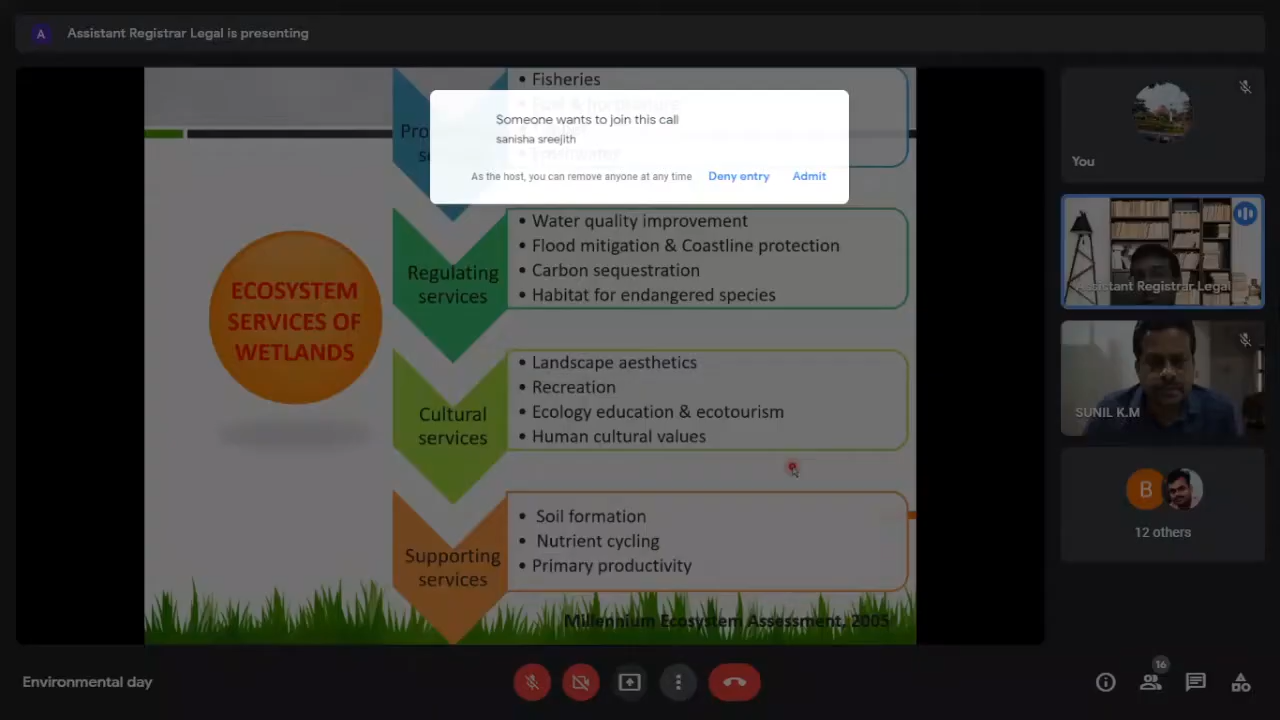 A
Assistant Registrar Legal is presenting
Fisheries
Someone wants to join this call
sanisha sreejith
As the host, you can remove anyone at any time
Deny entry
Admit
ECOSYSTEM
SERVICES OF
WETLANDS
Regulating
services
• Water quality improvement
• Flood mitigation & Coastline protection
• Carbon sequestration
• Habitat for endangered species
Cultural
services
• Landscape aesthetics
• Recreation
• Ecology education & ecotourism
• Human cultural values
Supporting
services
• Soil formation
• Nutrient cycling
• Primary productivity
Millennium Ecosystem Assessment, 2005
You
Assistant Registrar Legal
SUNIL K.M
B
12 others
Environmental day
16